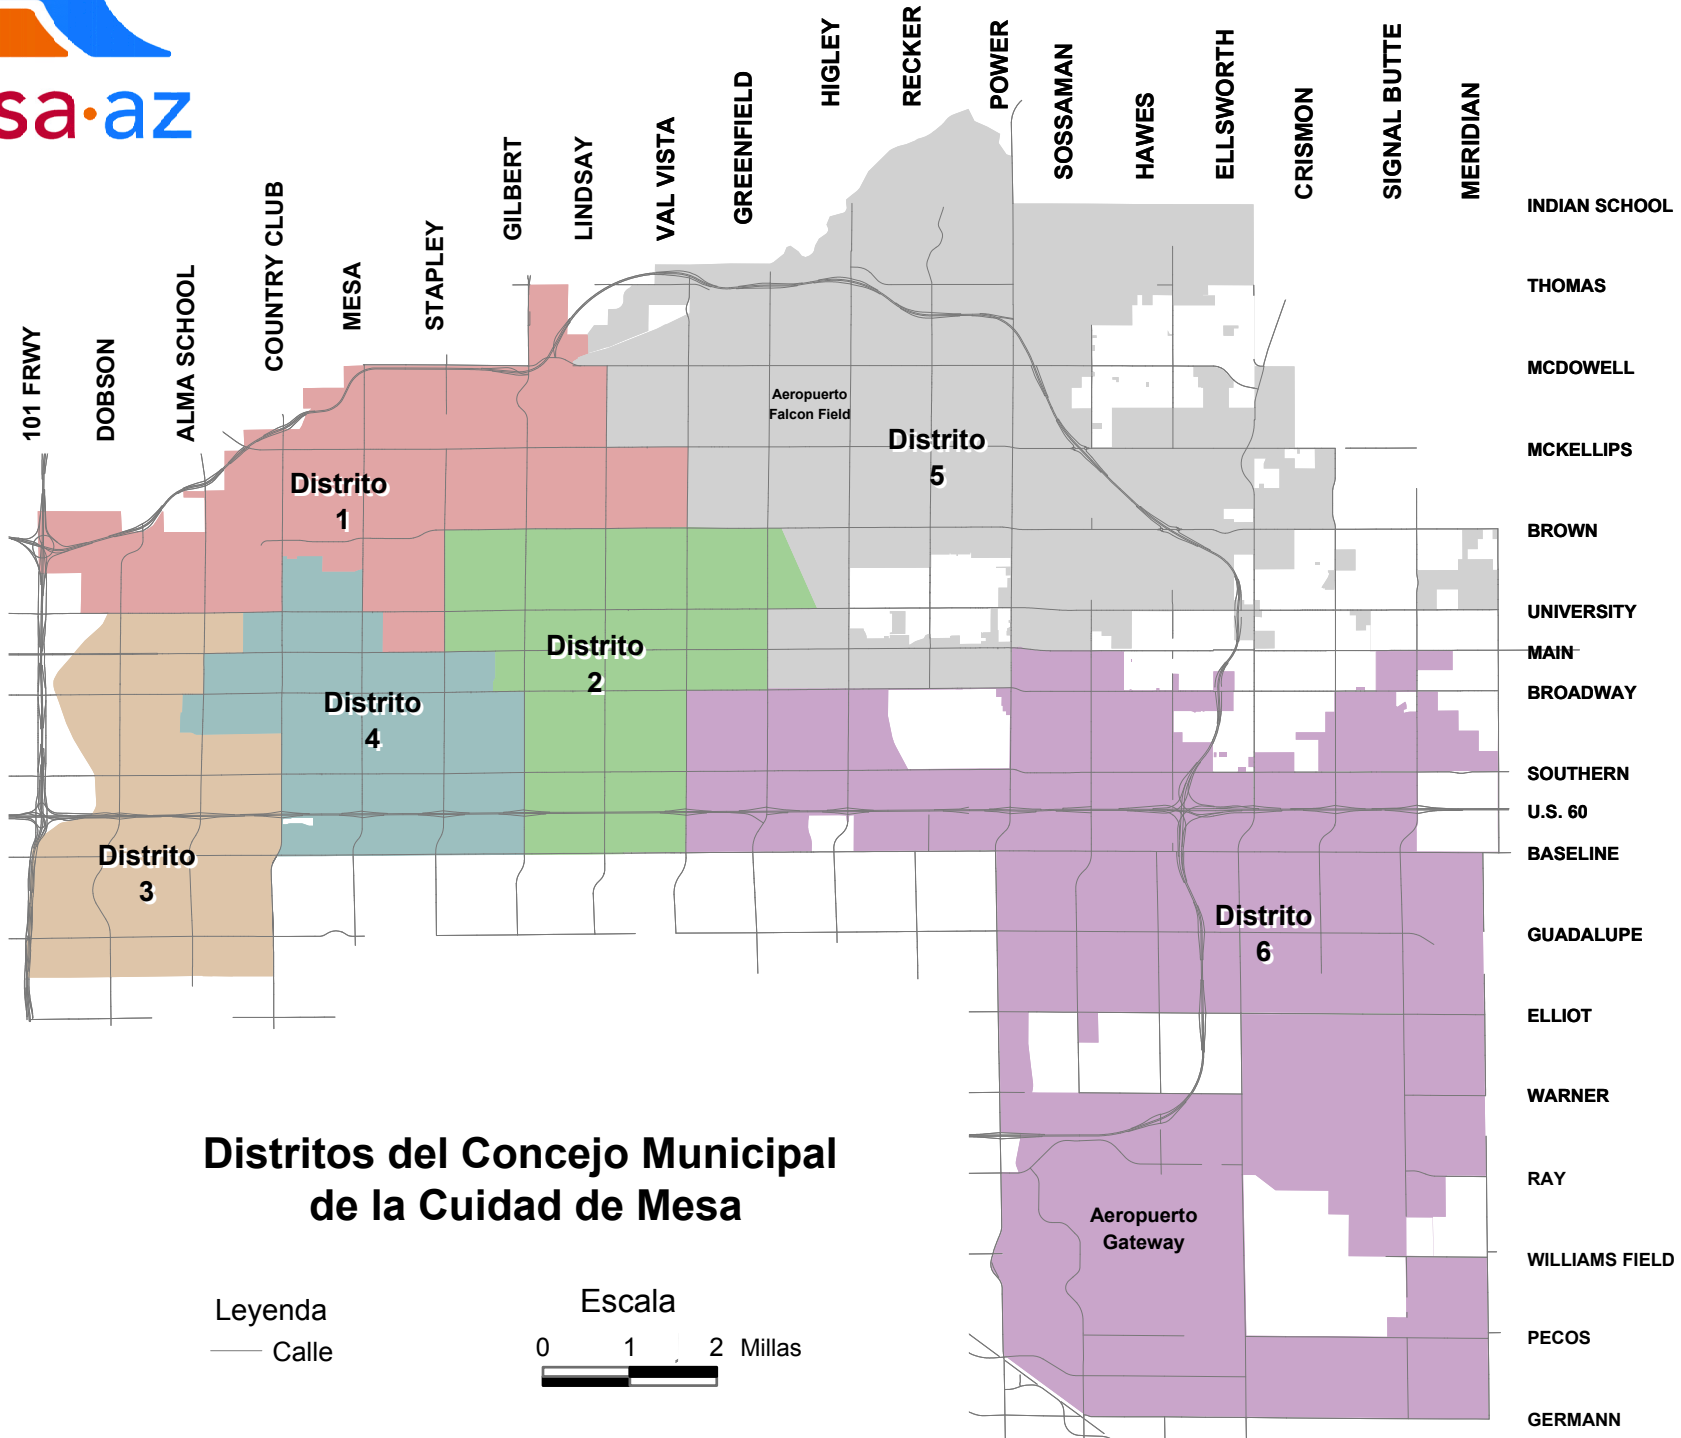 sa·az
101 FRWY
DOBSON
ALMA SCHOOL
COUNTRY CLUB
MESA
STAPLEY
GILBERT
LINDSAY
VAL VISTA
GREENFIELD
HIGLEY
RECKER
POWER
SOSSAMAN
HAWES
ELLSWORTH
CRISMON
SIGNAL BUTTE
MERIDIAN
INDIAN SCHOOL
THOMAS
MCDOWELL
MCKELLIPS
BROWN
UNIVERSITY
MAIN
BROADWAY
SOUTHERN
U.S. 60
BASELINE
GUADALUPE
ELLIOT
WARNER
RAY
WILLIAMS FIELD
PECOS
GERMANN
Aeropuerto
Falcon Field
Distrito
5
Distrito
1
Distrito
2
Distrito
4
Distrito
3
Distrito
6
Aeropuerto
Gateway
Distritos del Concejo Municipal
de la Cuidad de Mesa
Leyenda
Calle
Escala
0 1 2 Millas